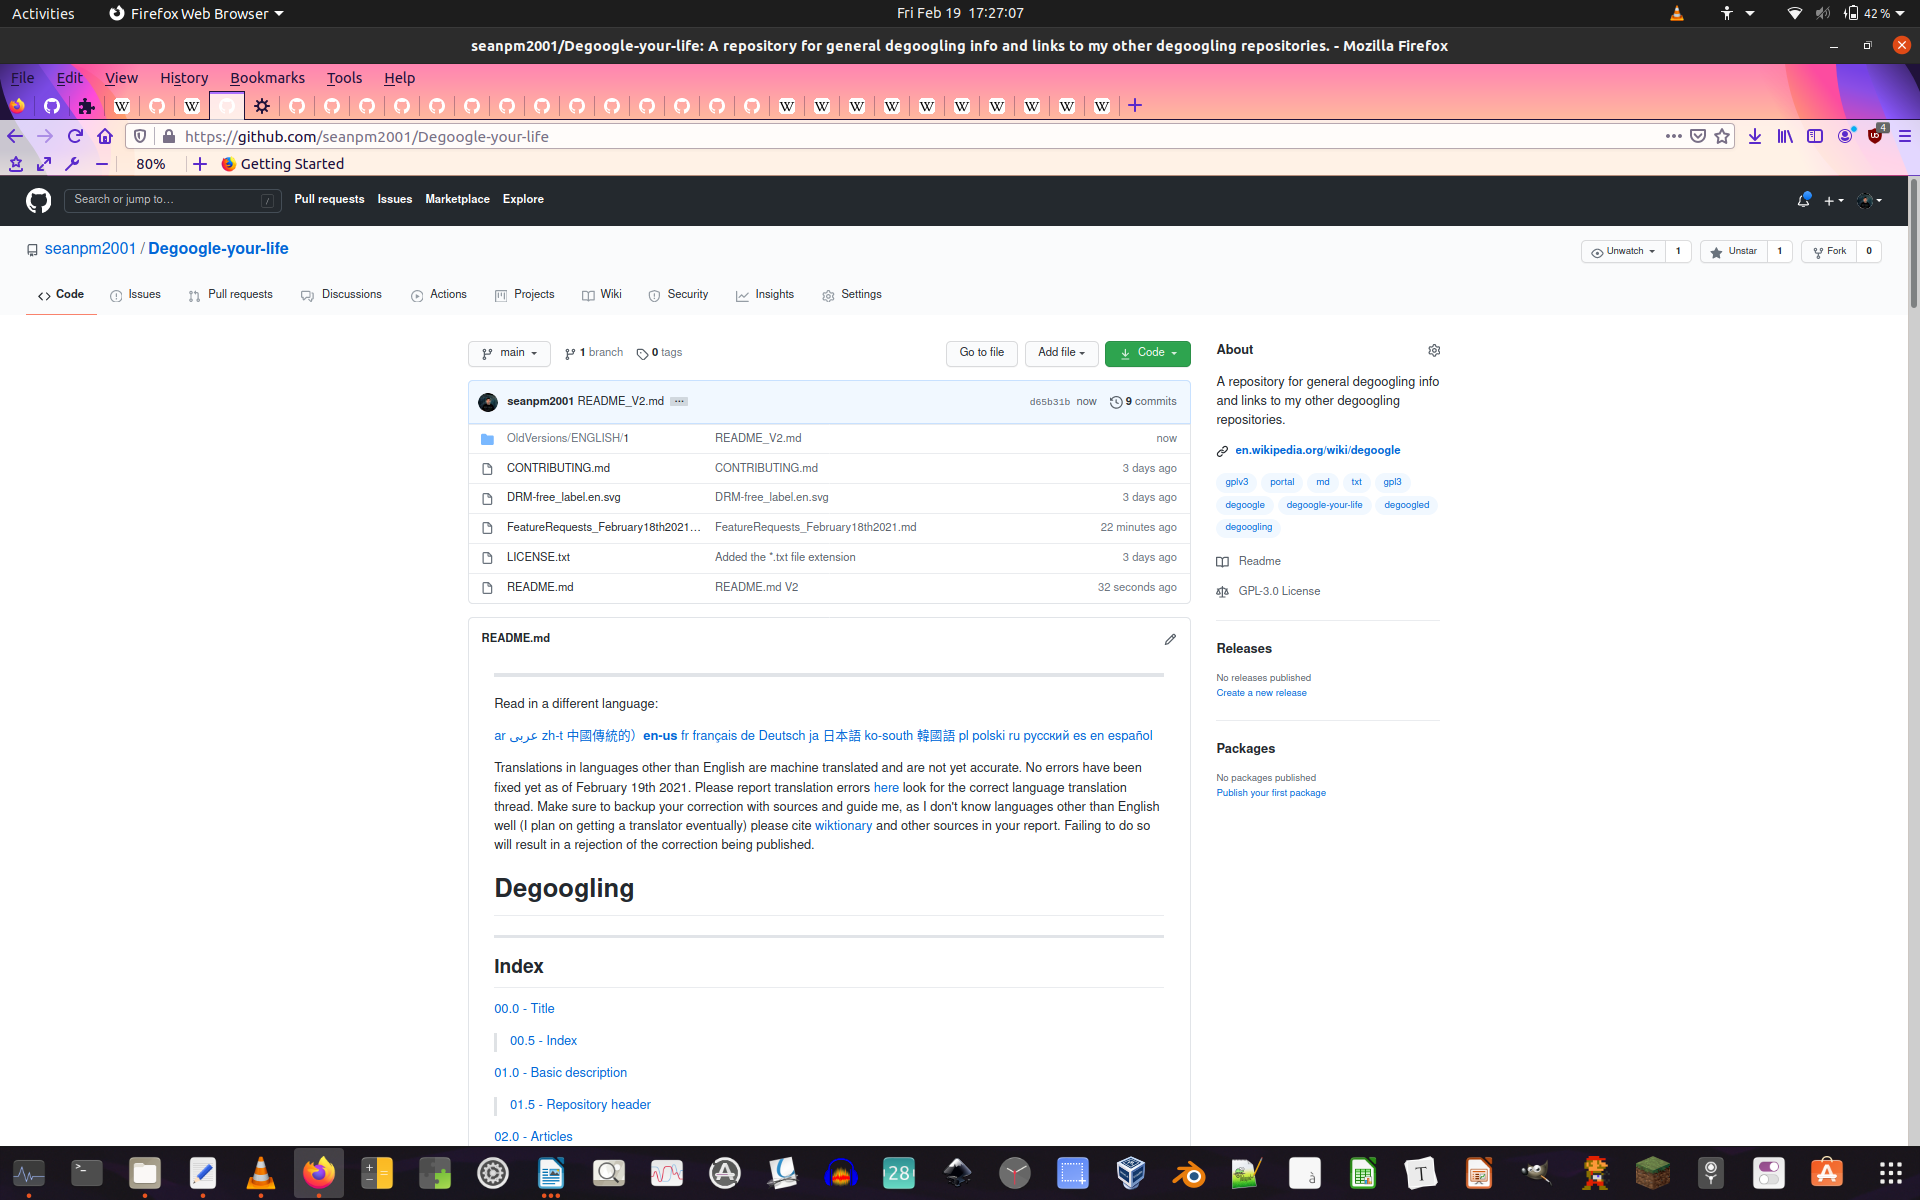 Activities
Firefox Web Browser
Fri Feb 19 17:27:07
42 %
seanpm2001/Degoogle-your-life: A repository for general degoogling info and links to my other degoogling repositories. - Mozilla Firefox
File Edit View History Bookmarks Tools Help
https://github.com/seanpm2001/Degoogle-your-life
4
80%
Getting Started
Search or jump to…
/
Pull requests Issues Marketplace Explore
seanpm2001 / Degoogle-your-life
Unwatch 1
Unstar 1
Fork 0
Code Issues Pull requests Discussions Actions Projects Wiki Security Insights Settings
main
1 branch
0 tags
Go to file
Add file
Code
seanpm2001 README_V2.md
d65b31b now
9 commits
OldVersions/ENGLISH/1 README_V2.md now
CONTRIBUTING.md CONTRIBUTING.md 3 days ago
DRM-free_label.en.svg DRM-free_label.en.svg 3 days ago
FeatureRequests_February18th2021… FeatureRequests_February18th2021.md 22 minutes ago
LICENSE.txt Added the *.txt file extension 3 days ago
README.md README.md V2 32 seconds ago
README.md
Read in a different language:
ar عربى zh-t 中國傳統的）en-us fr français de Deutsch ja 日本語 ko-south 韓國語 pl polski ru русский es en español
Translations in languages other than English are machine translated and are not yet accurate. No errors have been
fixed yet as of February 19th 2021. Please report translation errors here look for the correct language translation
thread. Make sure to backup your correction with sources and guide me, as I don't know languages other than English
well (I plan on getting a translator eventually) please cite wiktionary and other sources in your report. Failing to do so
will result in a rejection of the correction being published.
Degoogling
Index
00.0 - Title
00.5 - Index
01.0 - Basic description
01.5 - Repository header
02.0 - Articles
About
A repository for general degoogling info
and links to my other degoogling
repositories.
en.wikipedia.org/wiki/degoogle
gplv3 portal md txt gpl3
degoogle degoogle-your-life degoogled
degoogling
Readme
GPL-3.0 License
Releases
No releases published
Create a new release
Packages
No packages published
Publish your first package
28